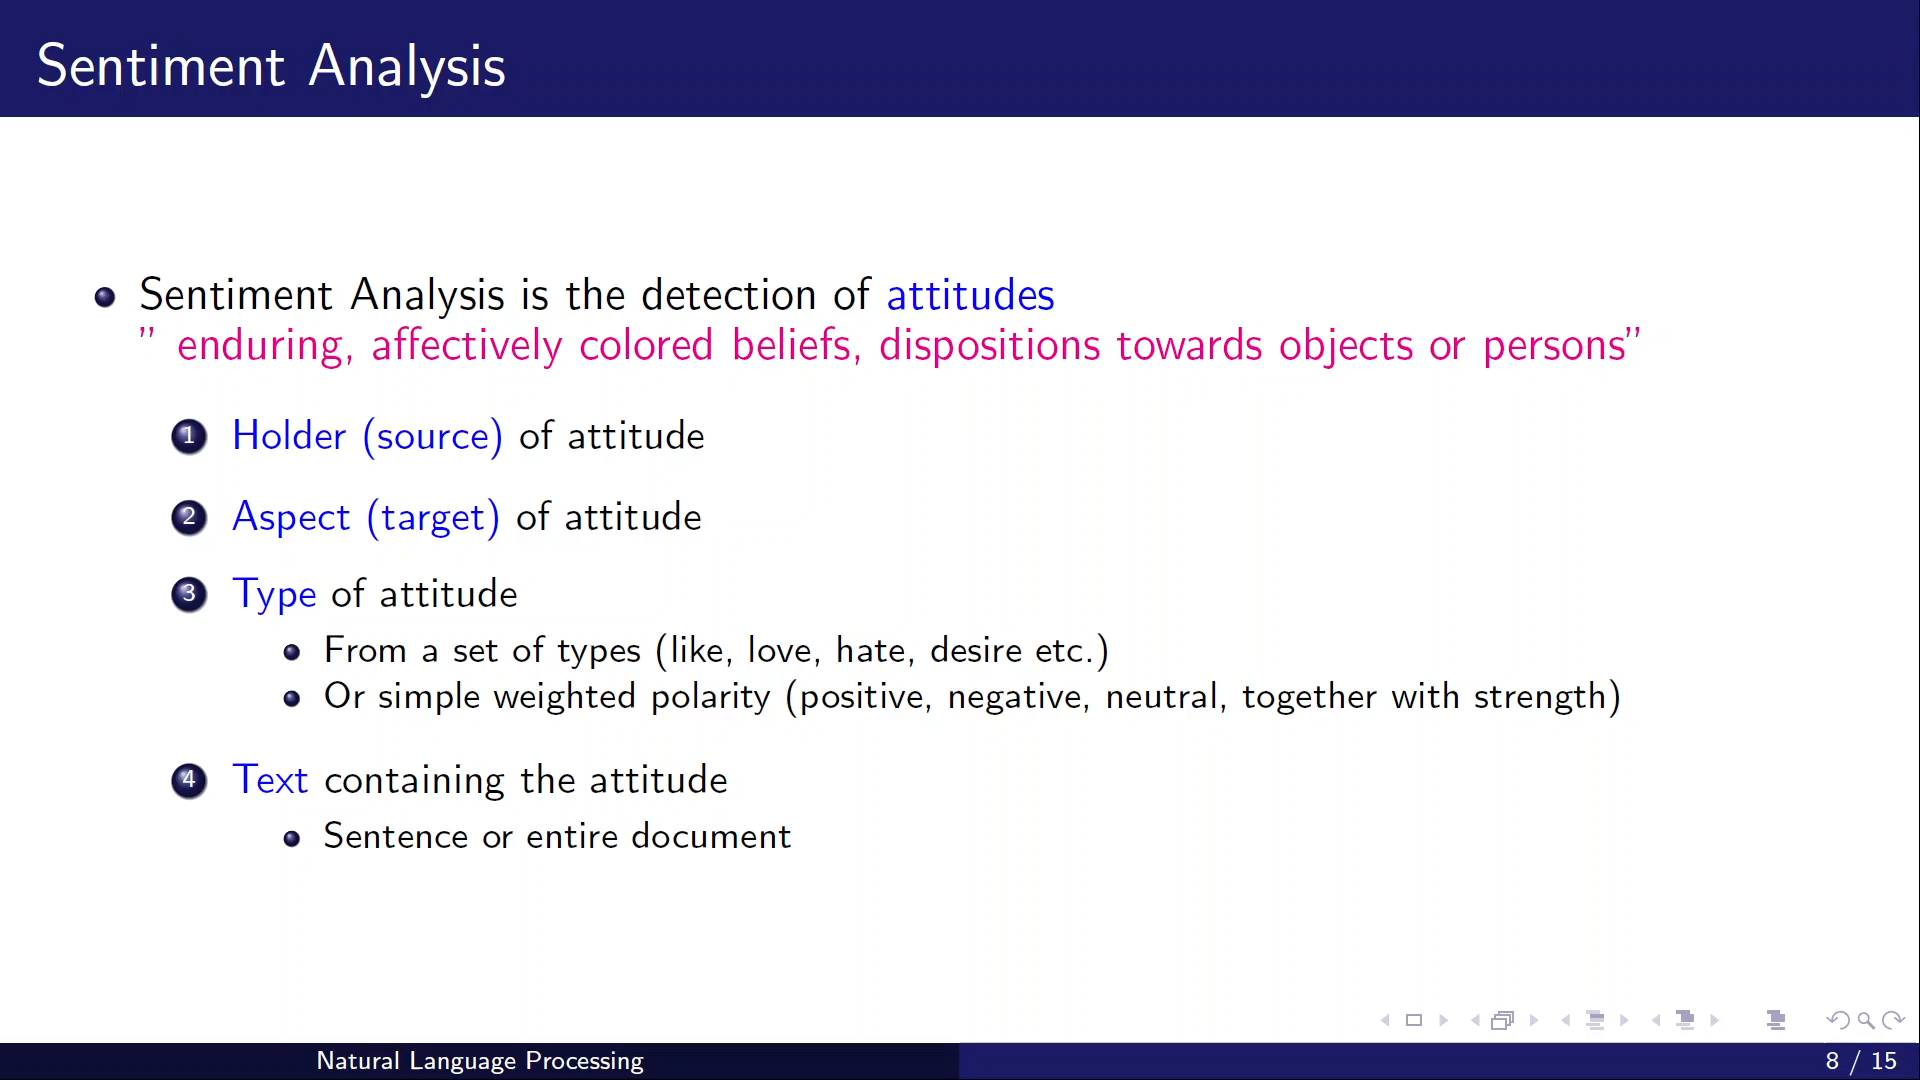 Sentiment Analysis
Sentiment Analysis is the detection of attitudes
” enduring, affectively colored beliefs, dispositions towards objects or persons”
1 Holder (source) of attitude
2 Aspect (target) of attitude
3 Type of attitude
From a set of types (like, love, hate, desire etc.)
Or simple weighted polarity (positive, negative, neutral, together with strength)
4 Text containing the attitude
Sentence or entire document
Natural Language Processing
8 / 15